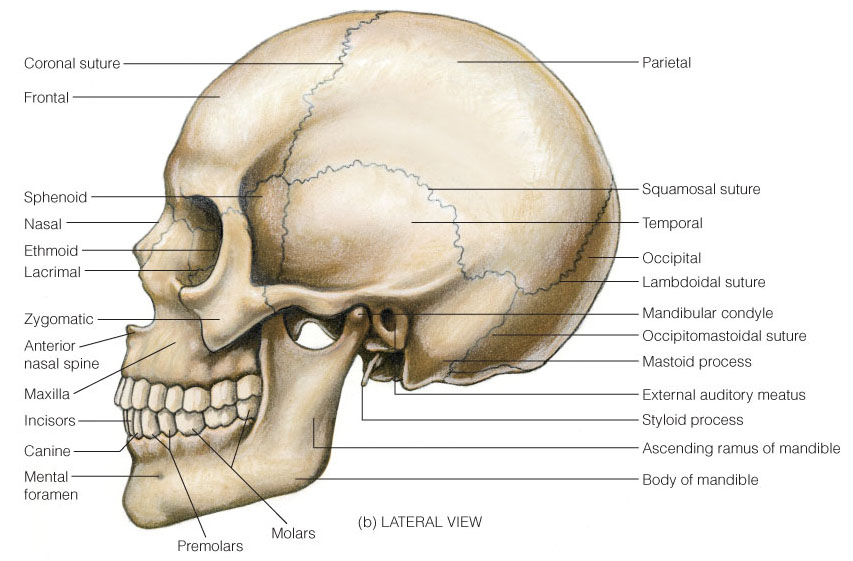 Coronal suture
Frontal
Sphenoid
Nasal
Ethmoid
Lacrimal
Zygomatic
Anterior
nasal spine
Maxilla
Incisors
Canine
Mental
foramen
Premolars
Molars
(b) LATERAL VIEW
Parietal
Squamosal suture
Temporal
Occipital
Lambdoidal suture
Mandibular condyle
Occipitomastoidal suture
Mastoid process
External auditory meatus
Styloid process
Ascending ramus of mandible
Body of mandible